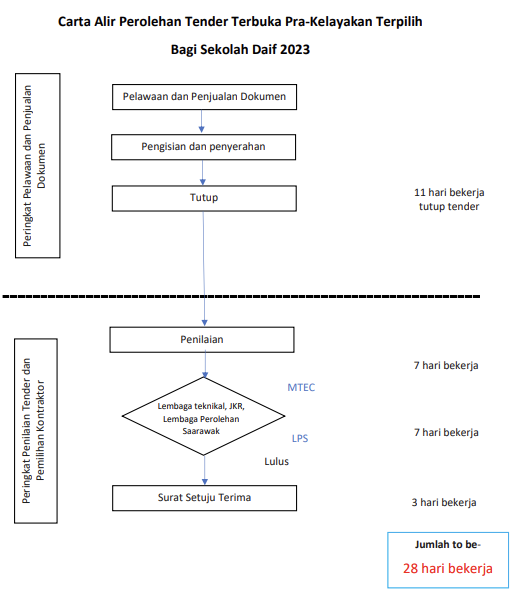 Carta Alir Perolehan Tender Terbuka Pra-Kelayakan Terpilih
Bagi Sekolah Daif 2023
Peringkat Pelawaan dan Penjualan
Dokumen
Pelawaan dan Penjualan Dokumen
Pengisian dan penyerahan
Tutup
11 hari bekerja
tutup tender
Peringkat Penilaian Tender dan
Pemilihan Kontraktor
Penilaian
7 hari bekerja
MTEC
Lembaga teknikal, JKR,
Lembaga Perolehan
Saarawak
LPS
7 hari bekerja
Lulus
Surat Setuju Terima
3 hari bekerja
Jumlah to be-
28 hari bekerja